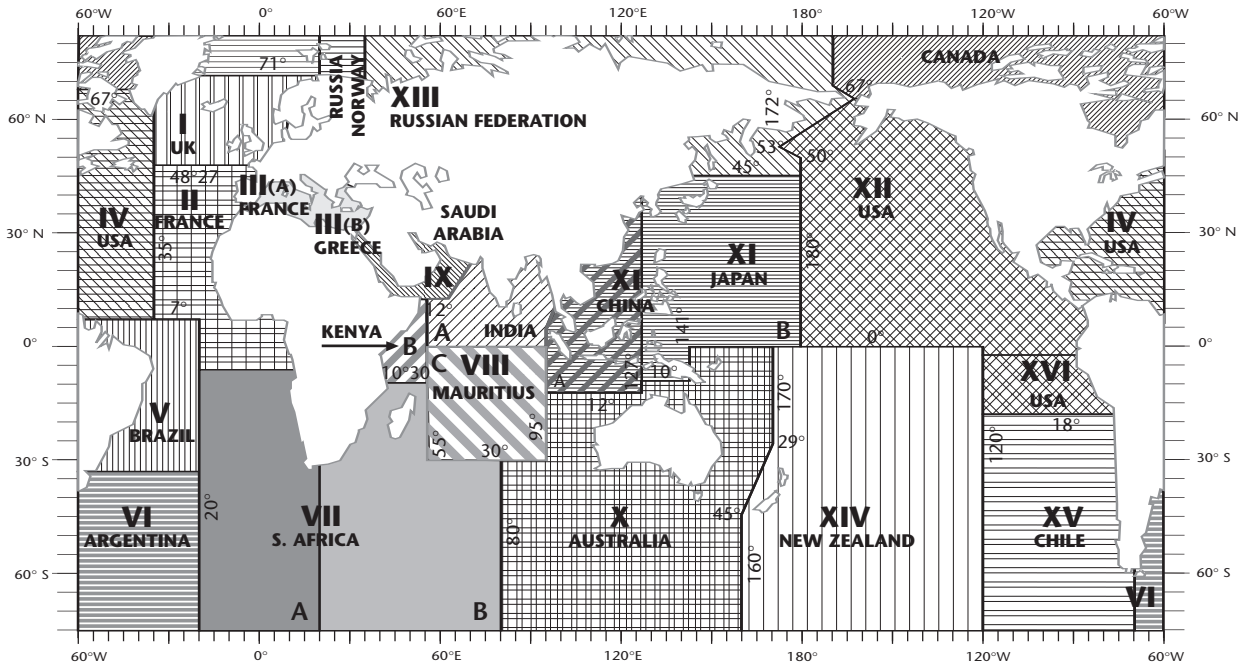 60°W 0° 60°E 120°E 180° 120°W 60°W
CANADA
71°
RUSSIA
NORWAY
67°
67°
XIII
RUSSIAN FEDERATION
172°
60° N
60° N
I
UK
53°
50°
45°
48°27
III(A)
FRANCE
II
FRANCE
XII
USA
III(B)
GREECE
SAUDI
ARABIA
IV
USA
IV
USA
30° N
30° N
35°
180°
XI
JAPAN
IX
XI
CHINA
7°
12°
KENYA
B
A
INDIA
141°
B
0°
0°
0°
C
VIII
MAURITIUS
10°30
A
127°
10°
XVI
USA
12°
170°
V
BRAZIL
18°
55°
30°
95°
29°
120°
30° S
30° S
20°
VI
ARGENTINA
VII
S. AFRICA
80°
X
AUSTRALIA
45°
XIV
NEW ZEALAND
XV
CHILE
160°
60° S
60° S
VI
A
B
60°W 0° 60°E 120°E 180° 120°W 60°W